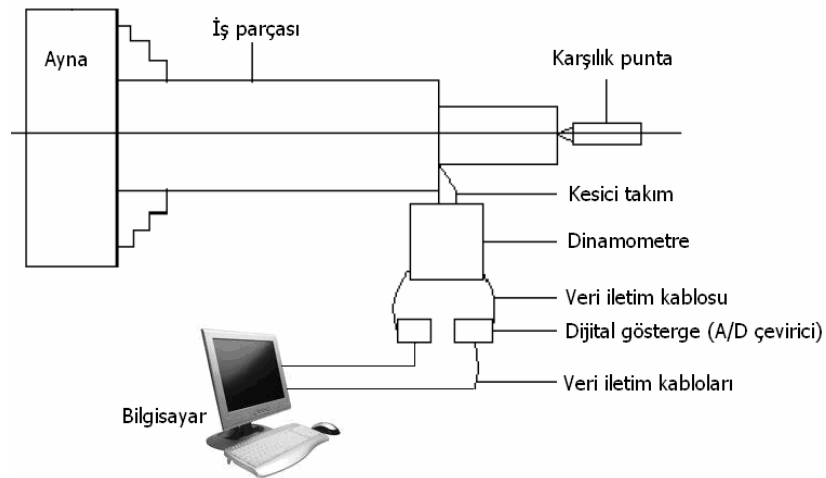 İş parçası
Ayna
Karşılık punta
Kesici takım
Dinamometre
Veri iletim kablosu
Dijital gösterge (A/D çevirici)
Veri iletim kabloları
Bilgisayar